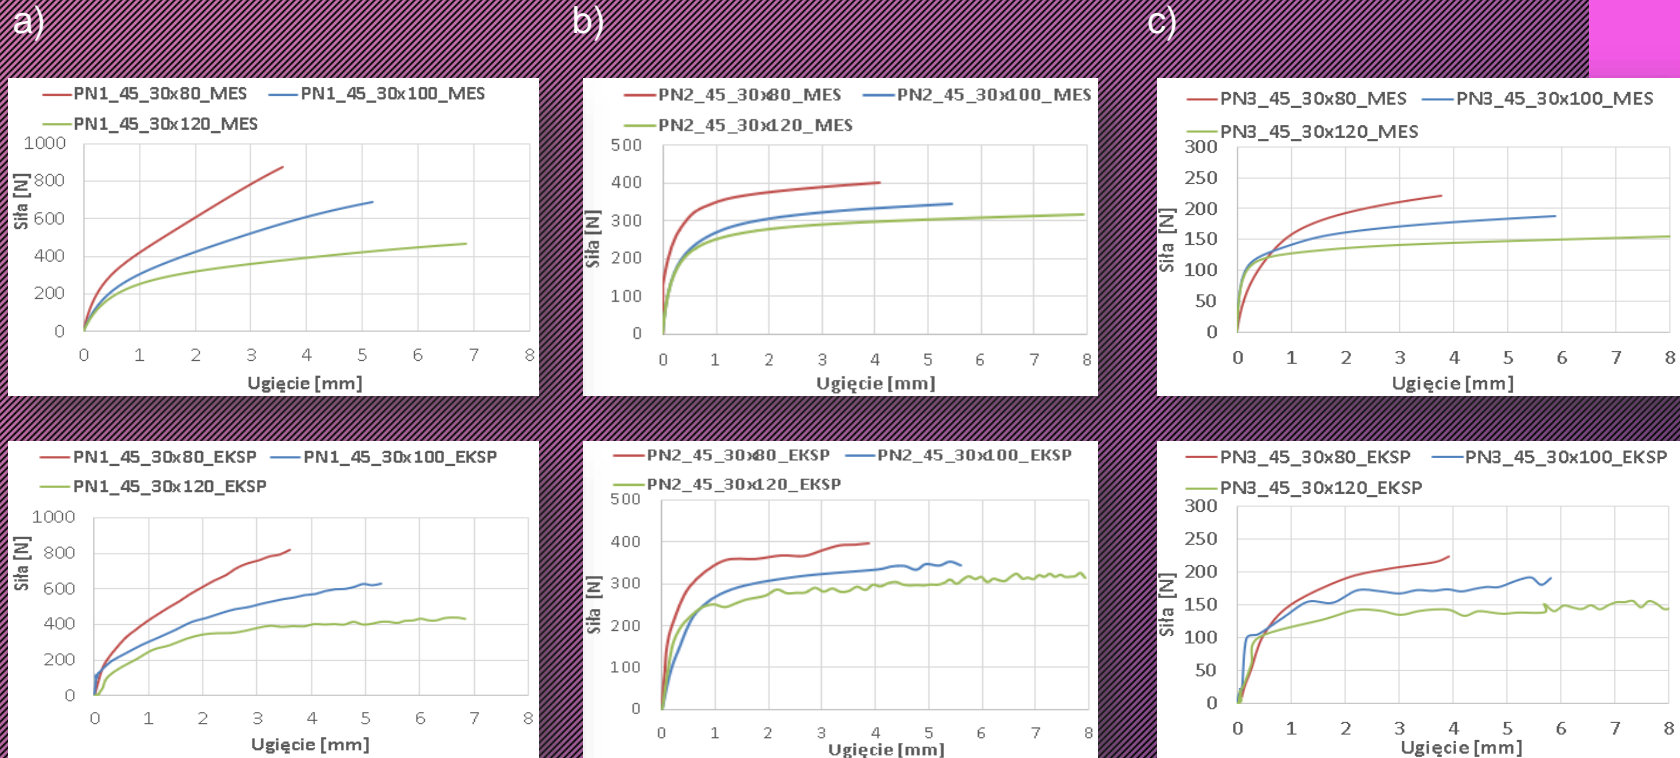 a)
b)
c)
PN1_45_30x80_MES PN1_45_30x100_MES
PN1_45_30x120_MES
1000
800
600
400
200
0
Siła [N]
0 1 2 3 4 5 6 7 8
Ugięcie [mm]
PN2_45_30x80_MES PN2_45_30x100_MES
PN2_45_30x120_MES
500
400
300
200
100
0
Siła [N]
0 1 2 3 4 5 6 7 8
Ugięcie [mm]
PN3_45_30x80_MES PN3_45_30x100_MES
PN3_45_30x120_MES
300
250
200
150
100
50
0
Siła [N]
0 1 2 3 4 5 6 7 8
Ugięcie [mm]
PN1_45_30x80_EKSP PN1_45_30x100_EKSP
PN1_45_30x120_EKSP
1000
800
600
400
200
0
Siła [N]
0 1 2 3 4 5 6 7 8
Ugięcie [mm]
PN2_45_30x80_EKSP PN2_45_30x100_EKSP
PN2_45_30x120_EKSP
500
400
300
200
100
0
Siła [N]
0 1 2 3 4 5 6 7 8
Ugięcie [mm]
PN3_45_30x80_EKSP PN3_45_30x100_EKSP
PN3_45_30x120_EKSP
300
250
200
150
100
50
0
Siła [N]
0 1 2 3 4 5 6 7 8
Ugięcie [mm]